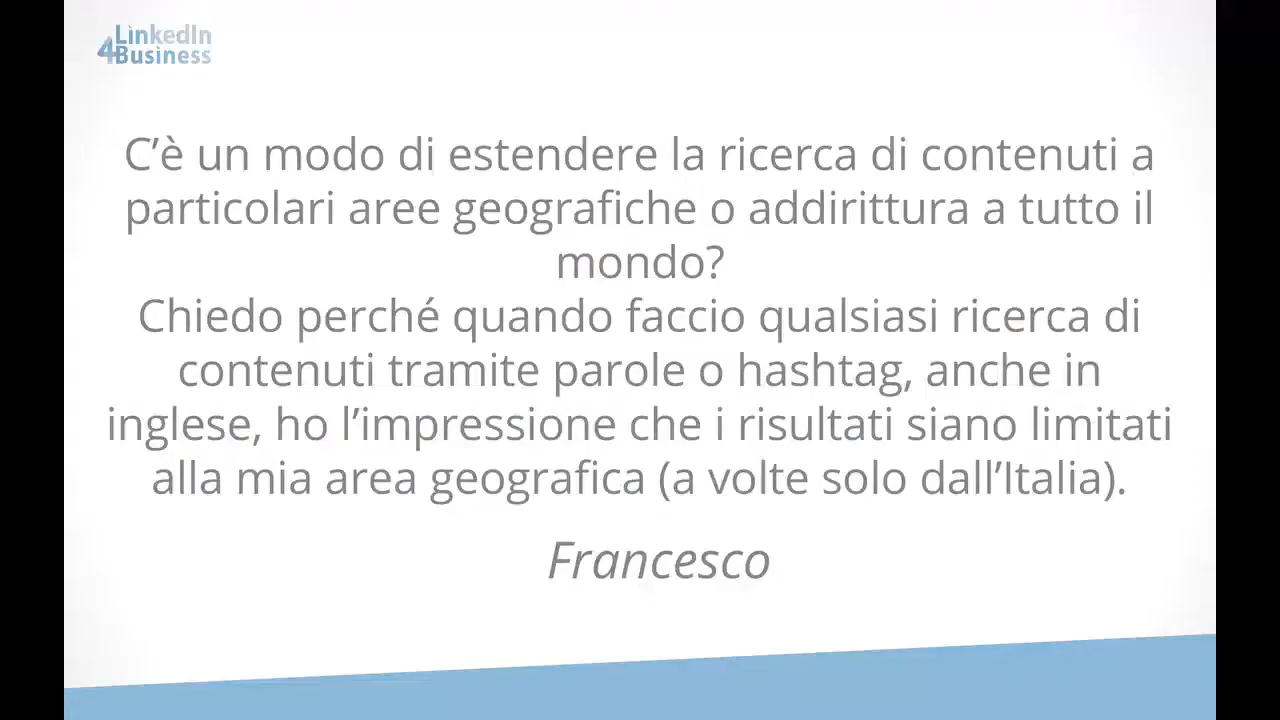 LinkedIn
4Business
C’è un modo di estendere la ricerca di contenuti a
particolari aree geografiche o addirittura a tutto il
mondo?
Chiedo perché quando faccio qualsiasi ricerca di
contenuti tramite parole o hashtag, anche in
inglese, ho l’impressione che i risultati siano limitati
alla mia area geografica (a volte solo dall’Italia).
Francesco